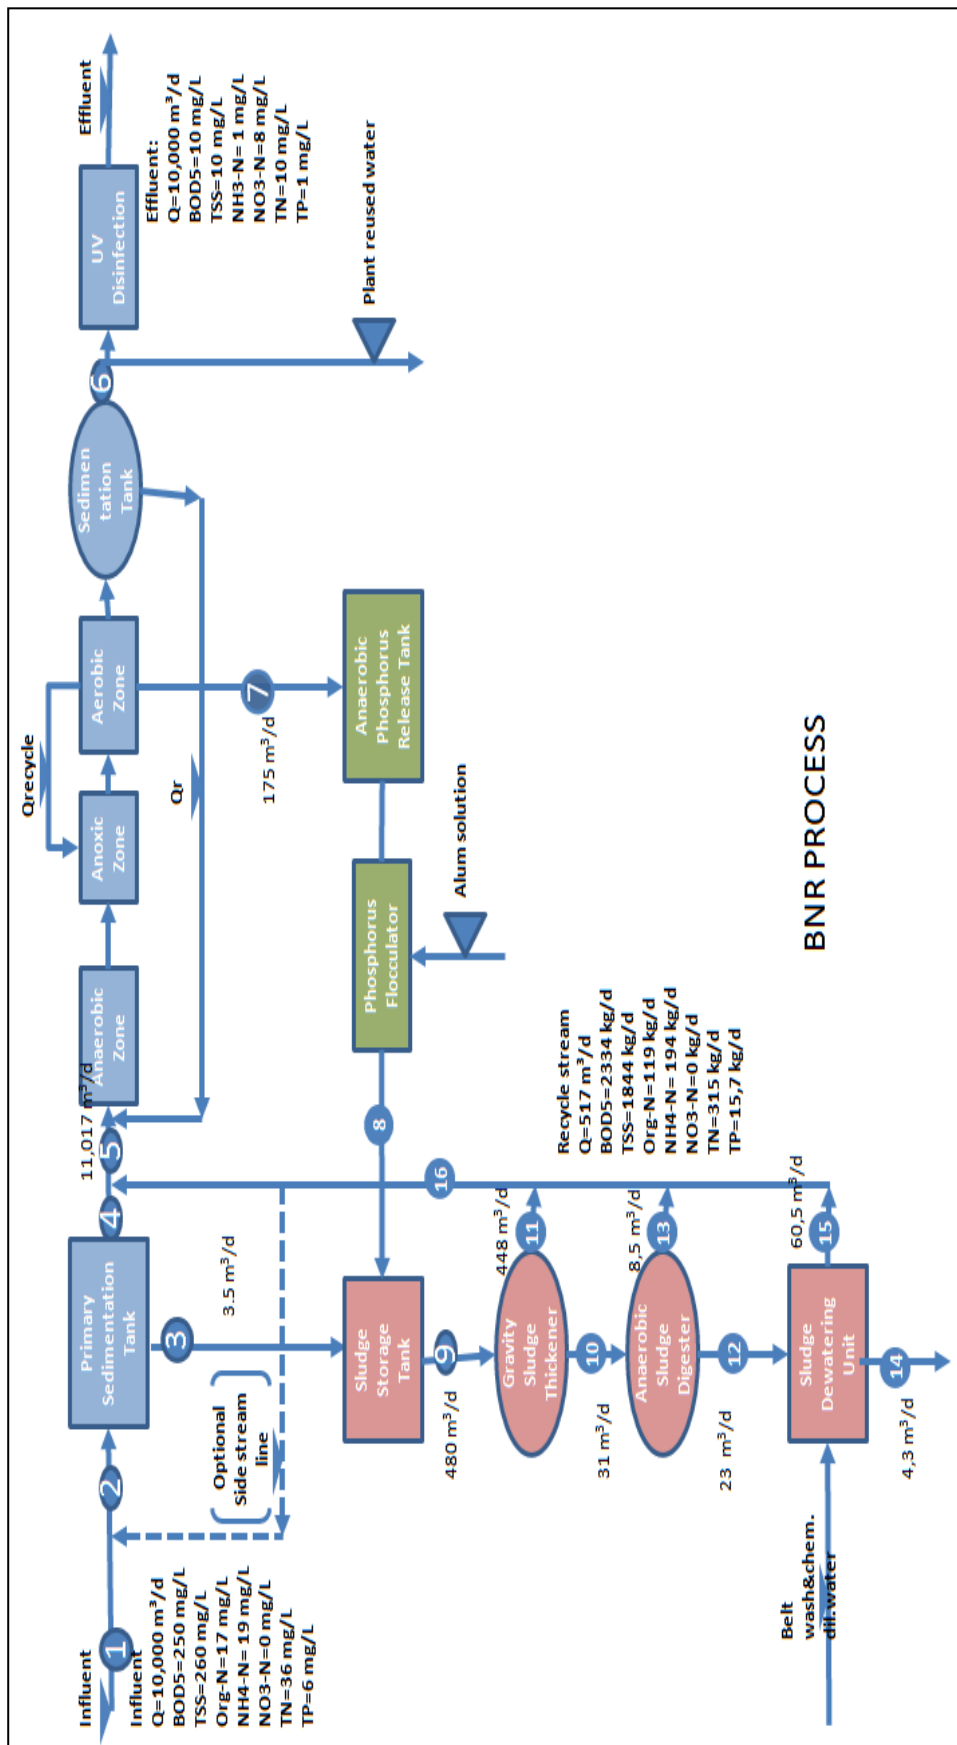 Influent
1
Influent
Q=10,000 m³/d
BOD5=250 mg/L
TSS=260 mg/L
Org-N=17 mg/L
NH4-N= 19 mg/L
NO3-N=0 mg/L
TN=36 mg/L
TP=6 mg/L
2
Primary
Sedimentation
Tank
4
5
11,017 m³/d
Anaerobic
Zone
Anoxic
Zone
Aerobic
Zone
Qrecycle
Qr
Sedimen
tation
Tank
6
UV
Disinfection
Effluent
Effluent:
Q=10,000 m³/d
BOD5=10 mg/L
TSS=10 mg/L
NH3-N= 1 mg/L
NO3-N=8 mg/L
TN=10 mg/L
TP=1 mg/L
Plant reused water
3
3.5 m³/d
Optional
Side stream
line
7
175 m³/d
Anaerobic
Phosphorus
Release Tank
Phosphorus
Flocculator
Alum solution
8
Sludge
Storage
Tank
16
9
480 m³/d
Gravity
Sludge
Thickener
11
448 m³/d
10
31 m³/d
Anaerobic
Sludge
Digester
13
8,5 m³/d
12
23 m³/d
Sludge
Dewatering
Unit
15
60,5 m³/d
14
4,3 m³/d
Belt
wash&chem.
dil.water
Recycle stream
Q=517 m³/d
BOD5=2334 kg/d
TSS=1844 kg/d
Org-N=119 kg/d
NH4-N= 194 kg/d
NO3-N=0 kg/d
TN=315 kg/d
TP=15,7 kg/d
BNR PROCESS